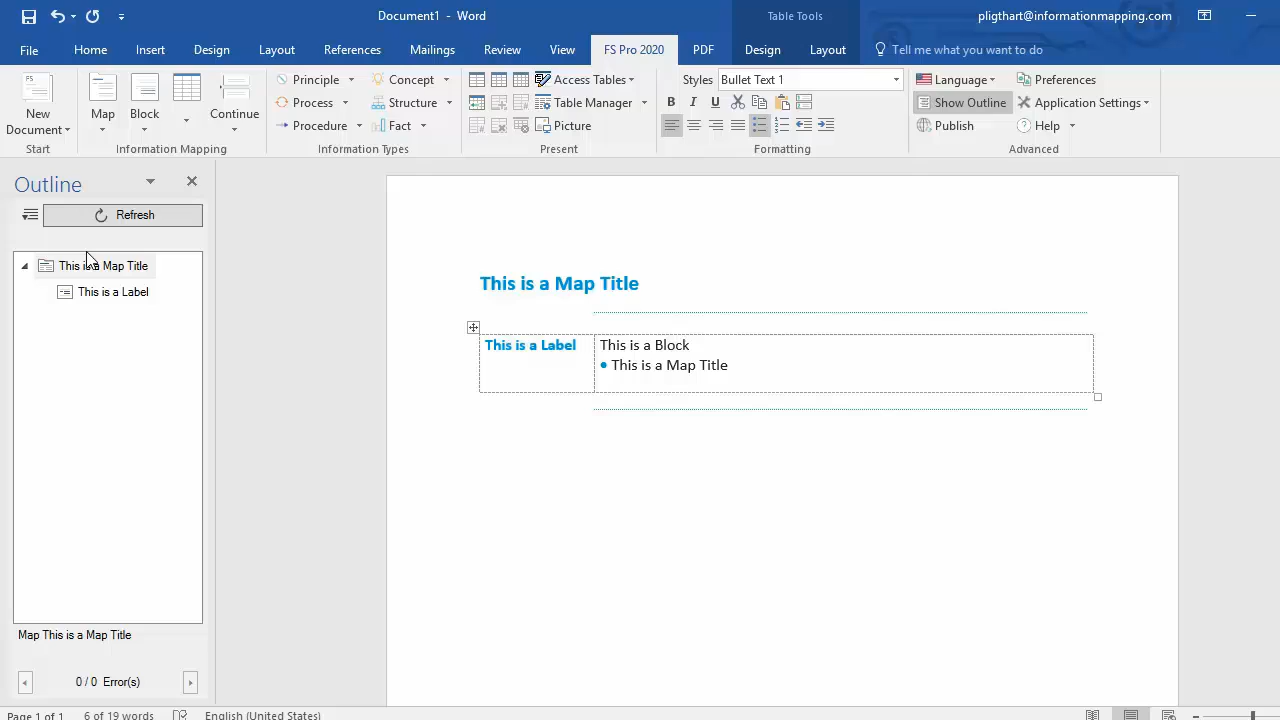 Document1 - Word
Table Tools
pligthart@informationmapping.com
File
Home
Insert
Design
Layout
References
Mailings
Review
View
FS Pro 2020
PDF
Design
Layout
Tell me what you want to do
FS
New
Document
Start
Map
Block
Continue
Information Mapping
Principle
Process
Procedure
Concept
Structure
Fact
Information Types
Access Tables
Table Manager
Picture
Present
Styles
Bullet Text 1
B I U
Formatting
Language
Show Outline
Publish
Preferences
Application Settings
Help
Advanced
Outline
Refresh
This is a Map Title
This is a Label
Map This is a Map Title
0 / 0 Error(s)
This is a Map Title
This is a Label
This is a Block
• This is a Map Title
Page 1 of 1
6 of 19 words
English (United States)